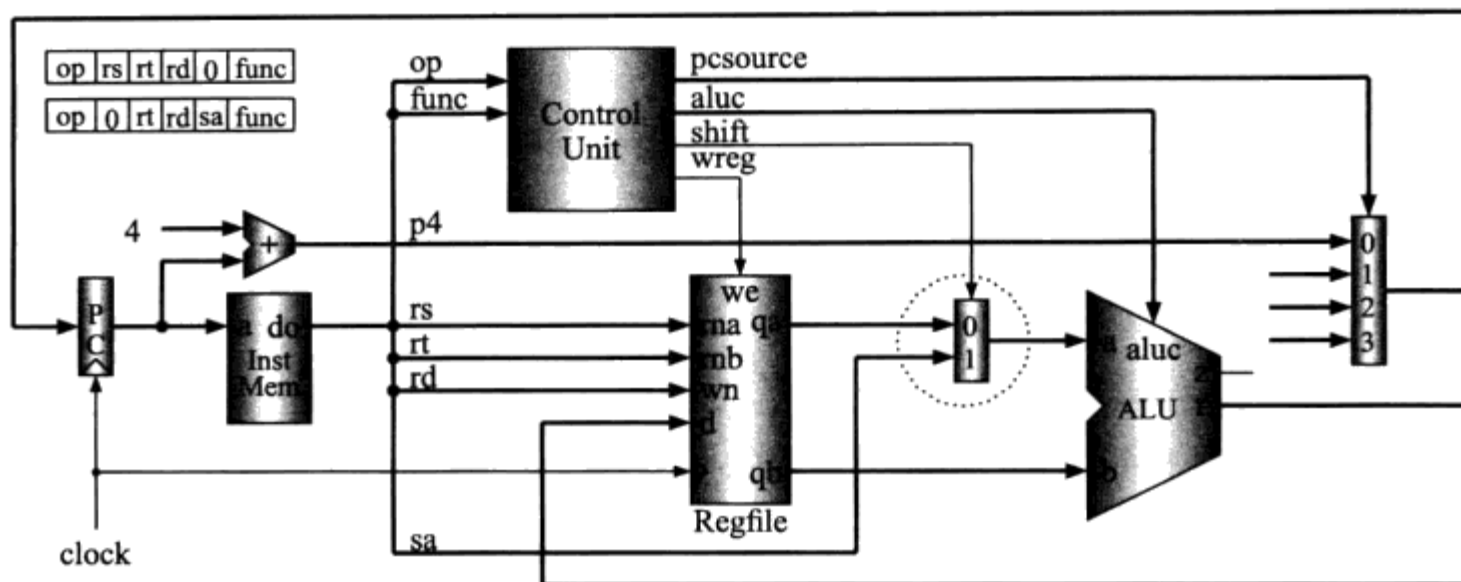 op rs rt rd 0 func
op 0 rt rd sa func
op
func
Control
Unit
pcsource
aluc
shift
wreg
4
+
p4
0
1
2
3
P
C
a do
Inst
Mem
rs
rt
rd
we
rna qa
rnb
wn
d
qb
Regfile
0
1
a
aluc
z
ALU
r
b
clock
sa